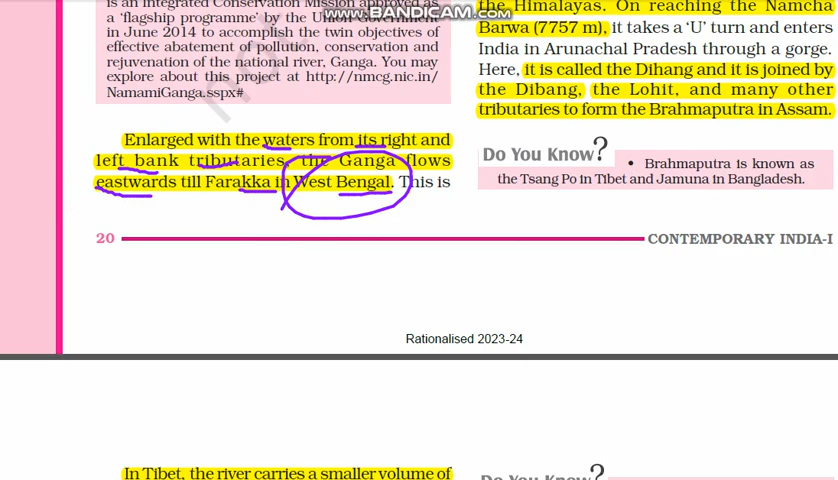 is an Integrated Conservation Mission approved as
a 'flagship programme' by the Union Government
in June 2014 to accomplish the twin objectives of
effective abatement of pollution, conservation and
rejuvenation of the national river, Ganga. You may
explore about this project at http://nmcg.nic.in/
NamamiGanga.sspx#
Enlarged with the waters from its right and
left bank tributaries, the Ganga flows
eastwards till Farakka in West Bengal. This is
the Himalayas. On reaching the Namcha
Barwa (7757 m), it takes a 'U' turn and enters
India in Arunachal Pradesh through a gorge.
Here, it is called the Dihang and it is joined by
the Dibang, the Lohit, and many other
tributaries to form the Brahmaputra in Assam.
Do You Know?
• Brahmaputra is known as
the Tsang Po in Tibet and Jamuna in Bangladesh.
20
CONTEMPORARY INDIA-I
Rationalised 2023-24
In Tibet, the river carries a smaller volume of
Do You Know?
www.BANDICAM.com